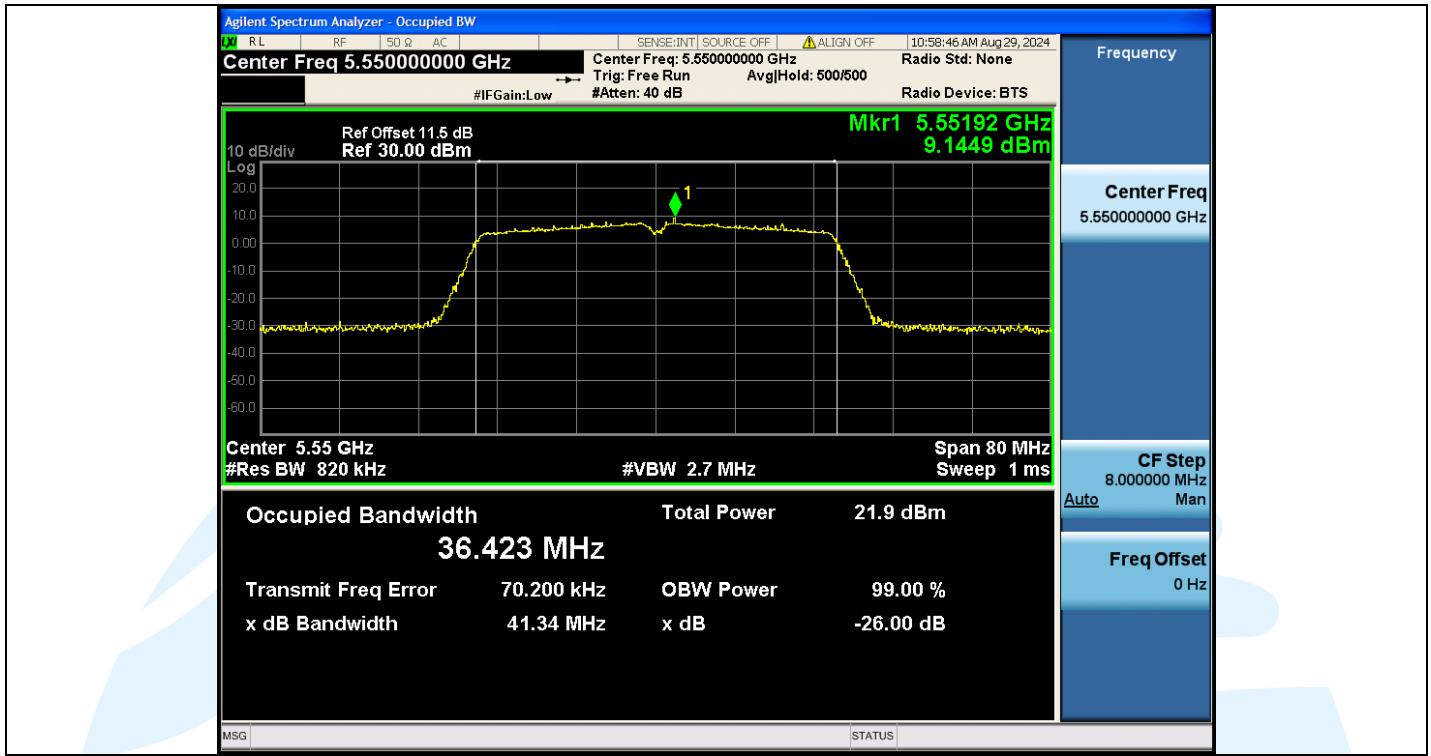 Agilent Spectrum Analyzer - Occupied BW
LXI RL RF 50 Ω AC SENSE:INT SOURCE OFF ALIGN OFF 10:58:46 AM Aug 29, 2024
Center Freq 5.550000000 GHz
Center Freq: 5.550000000 GHz
Radio Std: None
Trig: Free Run Avg|Hold: 500/500
#IFGain:Low #Atten: 40 dB Radio Device: BTS
Mkr1 5.55192 GHz
9.1449 dBm
Ref Offset 11.5 dB
10 dB/div Ref 30.00 dBm
Log
20.0
1
10.0
0.00
-10.0
-20.0
-30.0
-40.0
-50.0
-60.0
Center 5.55 GHz Span 80 MHz
#Res BW 820 kHz #VBW 2.7 MHz Sweep 1 ms
Occupied Bandwidth Total Power 21.9 dBm
36.423 MHz
Transmit Freq Error 70.200 kHz OBW Power 99.00 %
x dB Bandwidth 41.34 MHz x dB -26.00 dB
MSG STATUS
Frequency
Center Freq
5.550000000 GHz
CF Step
8.000000 MHz
Auto Man
Freq Offset
0 Hz